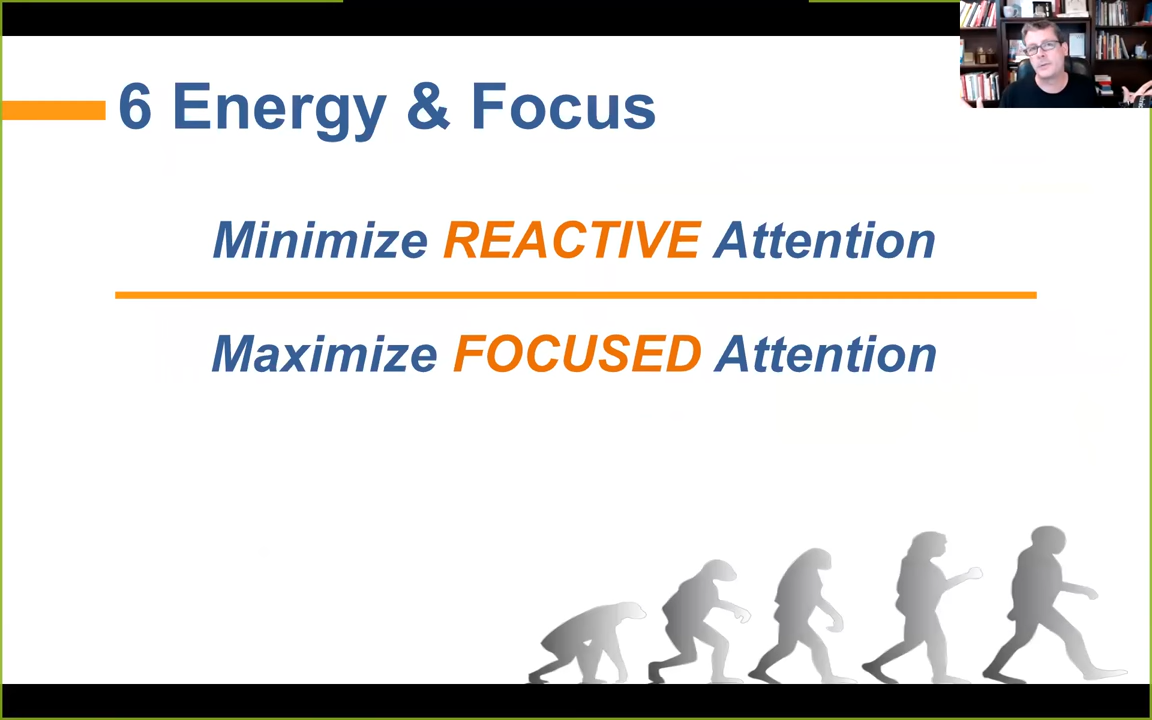 6 Energy & Focus
Minimize REACTIVE Attention
Maximize FOCUSED Attention